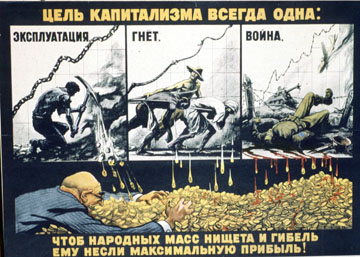 ЦЕЛЬ КАПИТАЛИЗМА ВСЕГДА ОДНА:
ЭКСПЛУАТАЦИЯ, ГНЕТ. ВОЙНА,
ЧТОБ НАРОДНЫХ МАСС НИЩЕТА И ГИБЕЛЬ
ЕМУ НЕСЛИ МАКСИМАЛЬНУЮ ПРИБЫЛЬ!